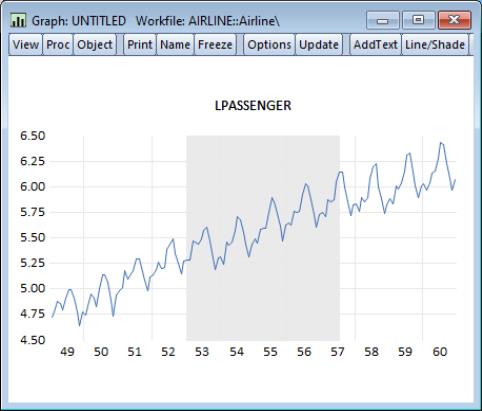 Graph: UNTITLED Workfile: AIRLINE::Airline\
View Proc Object Print Name Freeze Options Update AddText Line/Shade
LPASSENGER
6.50
6.25
6.00
5.75
5.50
5.25
5.00
4.75
4.50
49 50 51 52 53 54 55 56 57 58 59 60